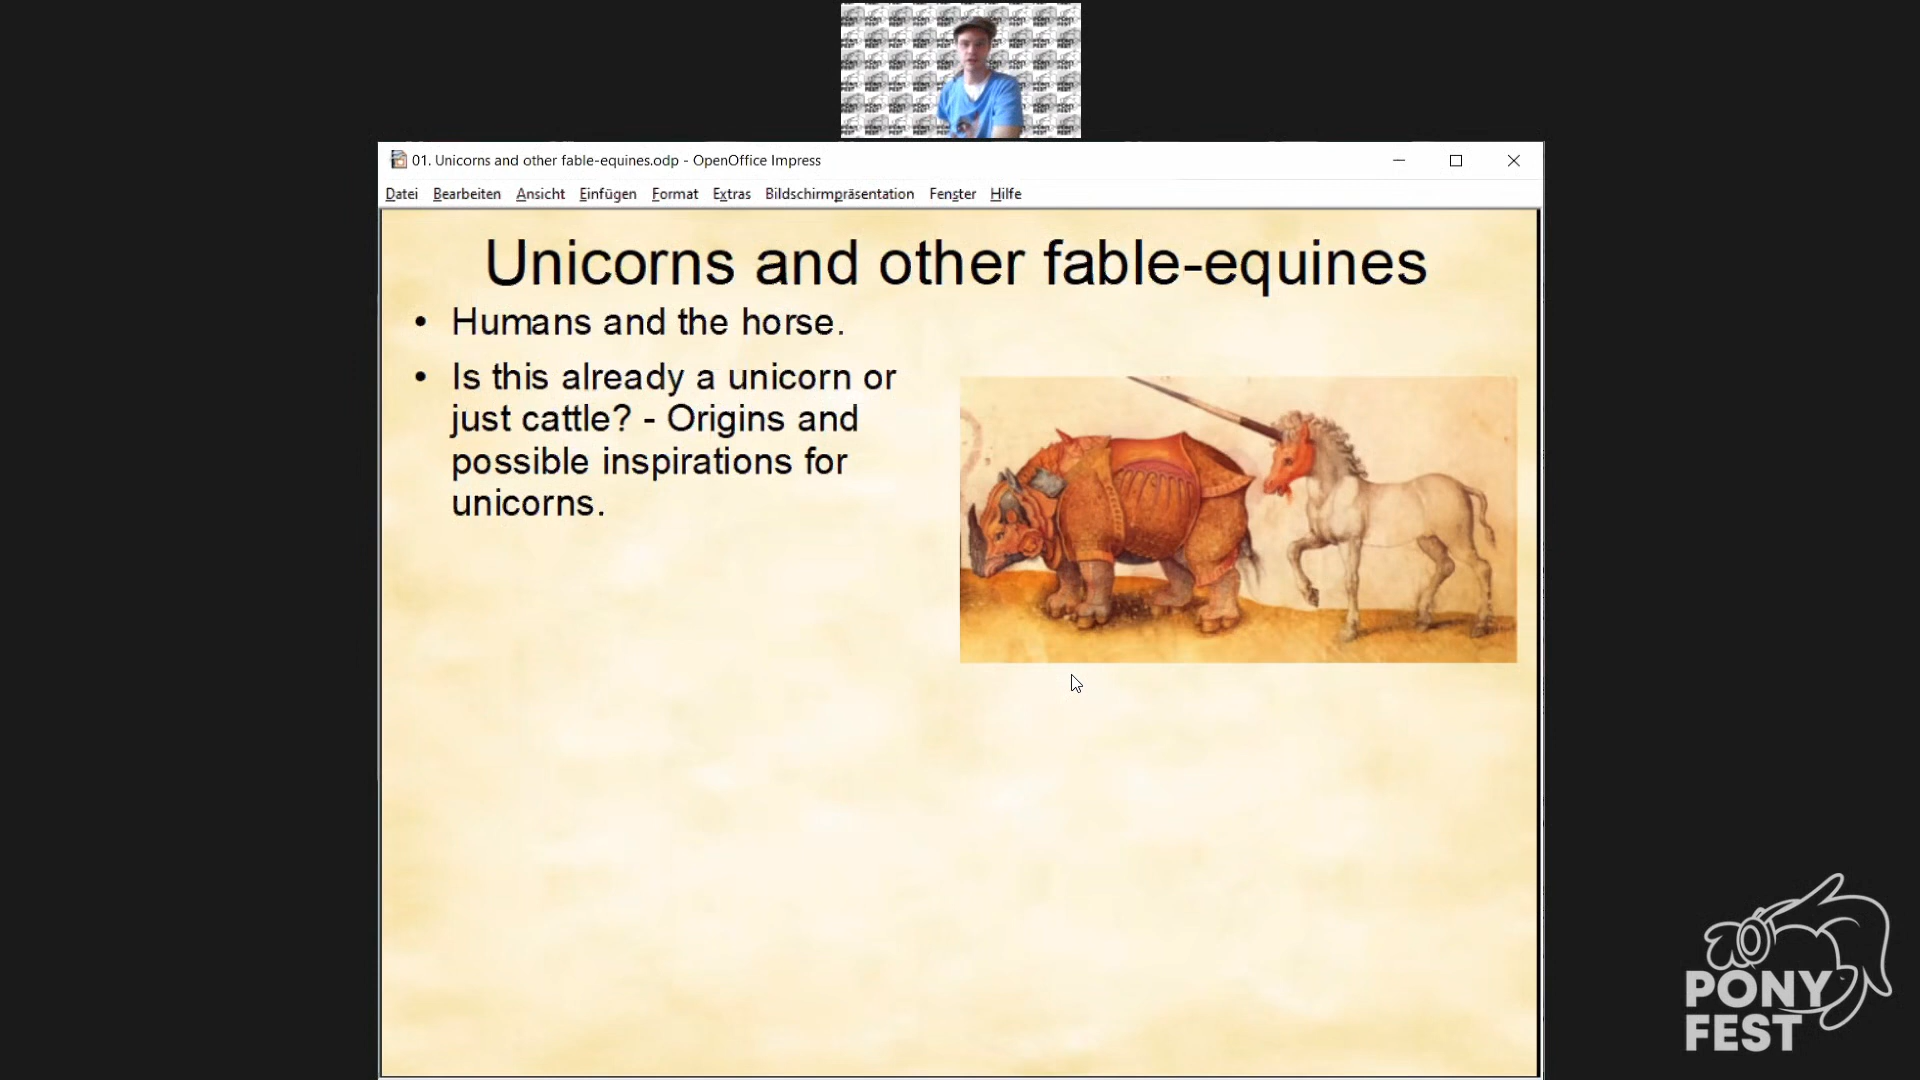 01. Unicorns and other fable-equines.odp - OpenOffice Impress
Datei Bearbeiten Ansicht Einfügen Format Extras Bildschirmpräsentation Fenster Hilfe
Unicorns and other fable-equines
• Humans and the horse.
• Is this already a unicorn or
just cattle? - Origins and
possible inspirations for
unicorns.
PONY
FEST